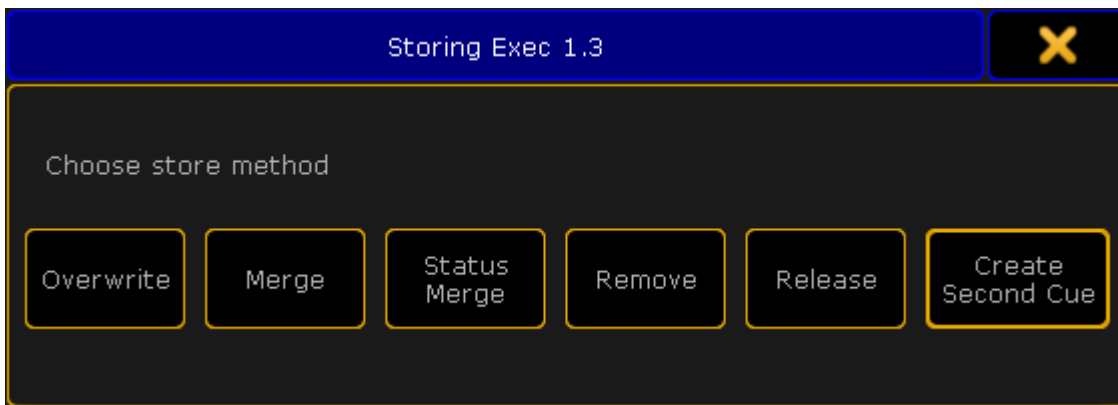 Storing Exec 1.3
Choose store method
Overwrite
Merge
Status
Merge
Remove
Release
Create
Second Cue